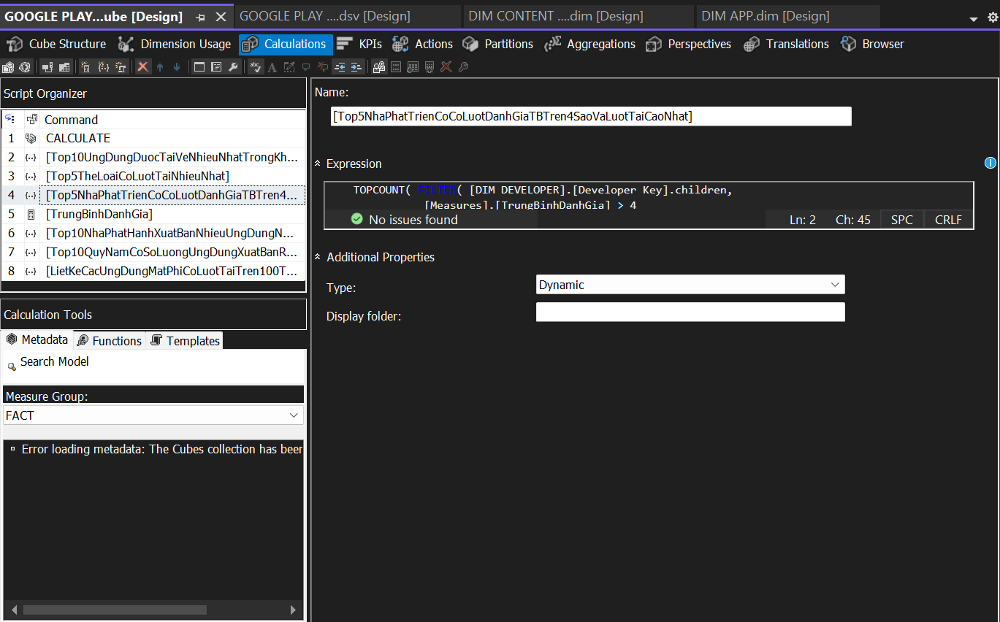 GOOGLE PLAY...ube [Design]
GOOGLE PLAY ....dsv [Design]
DIM CONTENT ....dim [Design]
DIM APP.dim [Design]
Cube Structure
Dimension Usage
Calculations
KPIs
Actions
Partitions
Aggregations
Perspectives
Translations
Browser
Script Organizer
Command
1 CALCULATE
2 [Top10UngDungDuocTaiVeNhieuNhatTrongKh...
3 [Top5TheLoaiCoLuotTaiNhieuNhat]
4 [Top5NhaPhatTrienCoCoLuotDanhGiaTBTren4...
5 [TrungBinhDanhGia]
6 [Top10NhaPhatHanhXuatBanNhieuUngDungN...
7 [Top10QuyNamCoSoLuongUngDungXuatBanR...
8 [LietKeCacUngDungMatPhiCoLuotTaiTren100T...
Calculation Tools
Metadata
Functions
Templates
Search Model
Measure Group:
FACT
Error loading metadata: The Cubes collection has been
Name:
[Top5NhaPhatTrienCoCoLuotDanhGiaTBTren4SaoVaLuotTaiCaoNhat]
Expression
TOPCOUNT( FILTER( [DIM DEVELOPER].[Developer Key].children,
[Measures].[TrungBinhDanhGia] > 4
No issues found
Ln: 2
Ch: 45
SPC
CRLF
Additional Properties
Type:
Dynamic
Display folder: